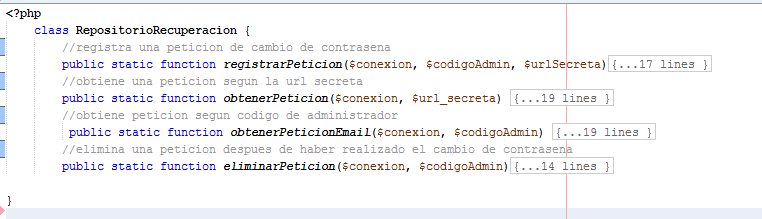 <?php
class RepositorioRecuperacion {
//registra una peticion de cambio de contrasena
public static function registrarPeticion($conexion, $codigoAdmin, $urlSecreta){...17 lines }
//obtiene una peticion segun la url secreta
public static function obtenerPeticion($conexion, $url_secreta) {...19 lines }
//obtiene peticion segun codigo de administrador
public static function obtenerPeticionEmail($conexion, $codigoAdmin) {...19 lines }
//elimina una peticion despues de haber realizado el cambio de contrasena
public static function eliminarPeticion($conexion, $codigoAdmin){...14 lines }
}